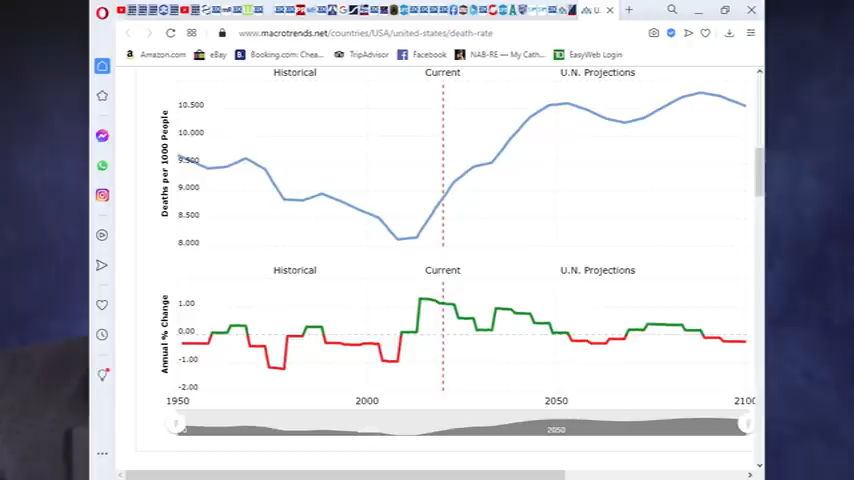 U.
www.macrotrends.net/countries/USA/united-states/death-rate
Amazon.com eBay Booking.com: Chea... TripAdvisor Facebook NAB-RE — My Cath... EasyWeb Login
Historical Current U.N. Projections
Deaths per 1000 People
10.500
10.000
9.500
9.000
8.500
8.000
Historical Current U.N. Projections
Annual % Change
1.00
0.00
-1.00
-2.00
1950 2000 2050 2100
2050